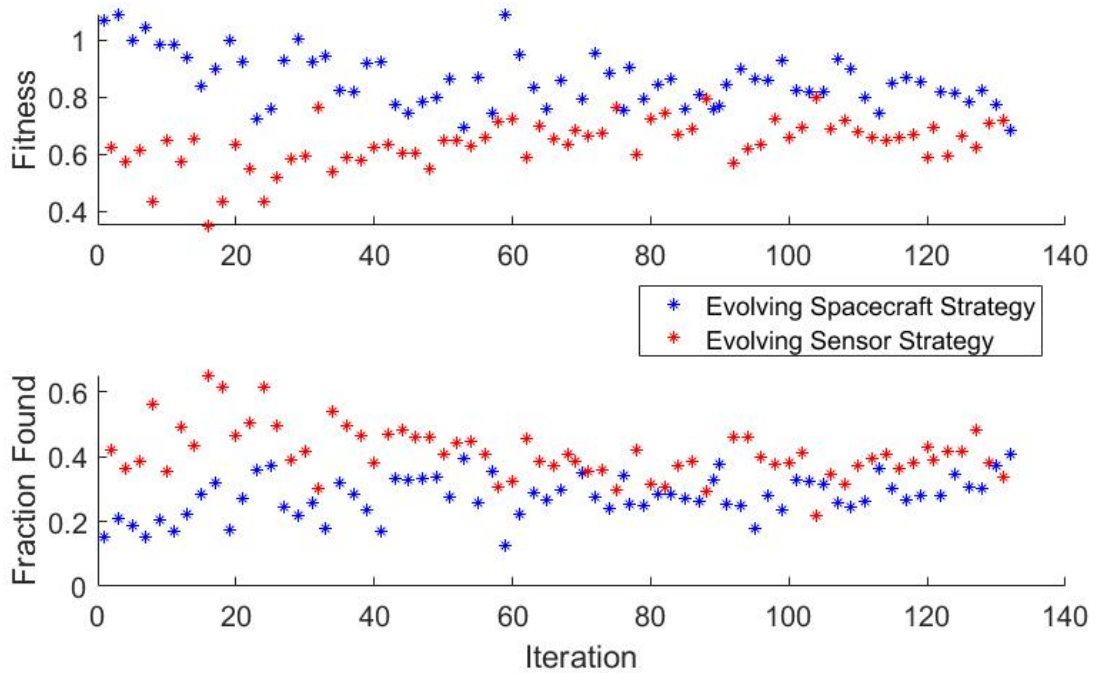 Fitness
1
0.8
0.6
0.4
0 20 40 60 80 100 120 140
Evolving Spacecraft Strategy
Evolving Sensor Strategy
Fraction Found
0.6
0.4
0.2
0
0 20 40 60 80 100 120 140
Iteration